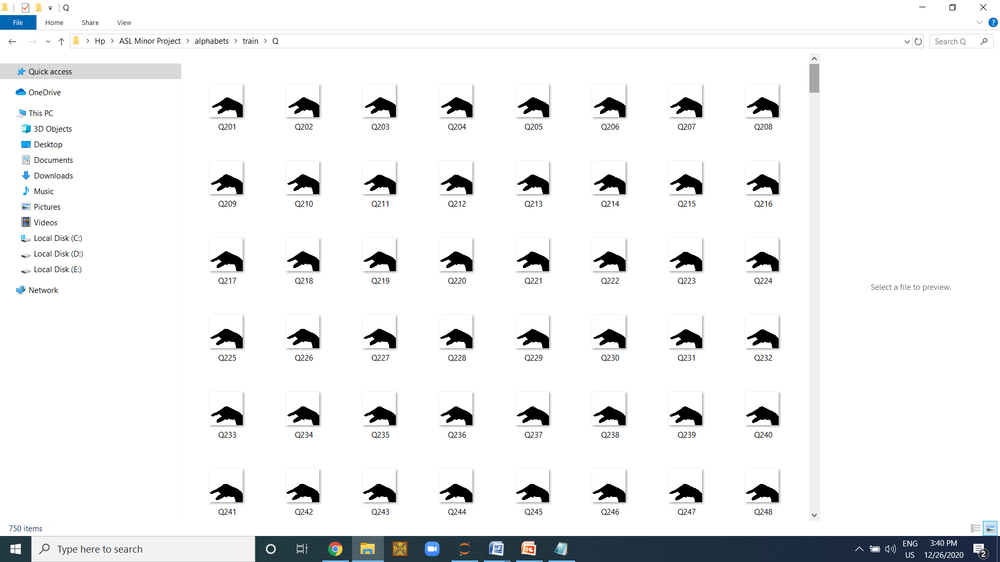 Q
File Home Share View
Hp ASL Minor Project alphabets train Q
Search Q
Quick access
OneDrive
This PC
3D Objects
Desktop
Documents
Downloads
Music
Pictures
Videos
Local Disk (C:)
Local Disk (D:)
Local Disk (E:)
Network
Q201 Q202 Q203 Q204 Q205 Q206 Q207 Q208
Q209 Q210 Q211 Q212 Q213 Q214 Q215 Q216
Q217 Q218 Q219 Q220 Q221 Q222 Q223 Q224
Q225 Q226 Q227 Q228 Q229 Q230 Q231 Q232
Q233 Q234 Q235 Q236 Q237 Q238 Q239 Q240
Q241 Q242 Q243 Q244 Q245 Q246 Q247 Q248
Select a file to preview.
750 items
Type here to search
ENG
US
3:40 PM
12/26/2020
2